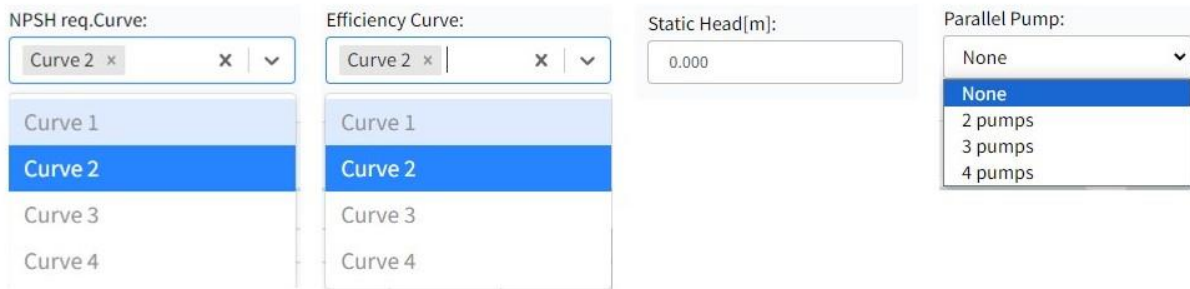 NPSH req.Curve:
Curve 2 ×
Curve 1
Curve 2
Curve 3
Curve 4
Efficiency Curve:
Curve 2 ×
Curve 1
Curve 2
Curve 3
Curve 4
Static Head[m]:
0.000
Parallel Pump:
None
None
2 pumps
3 pumps
4 pumps